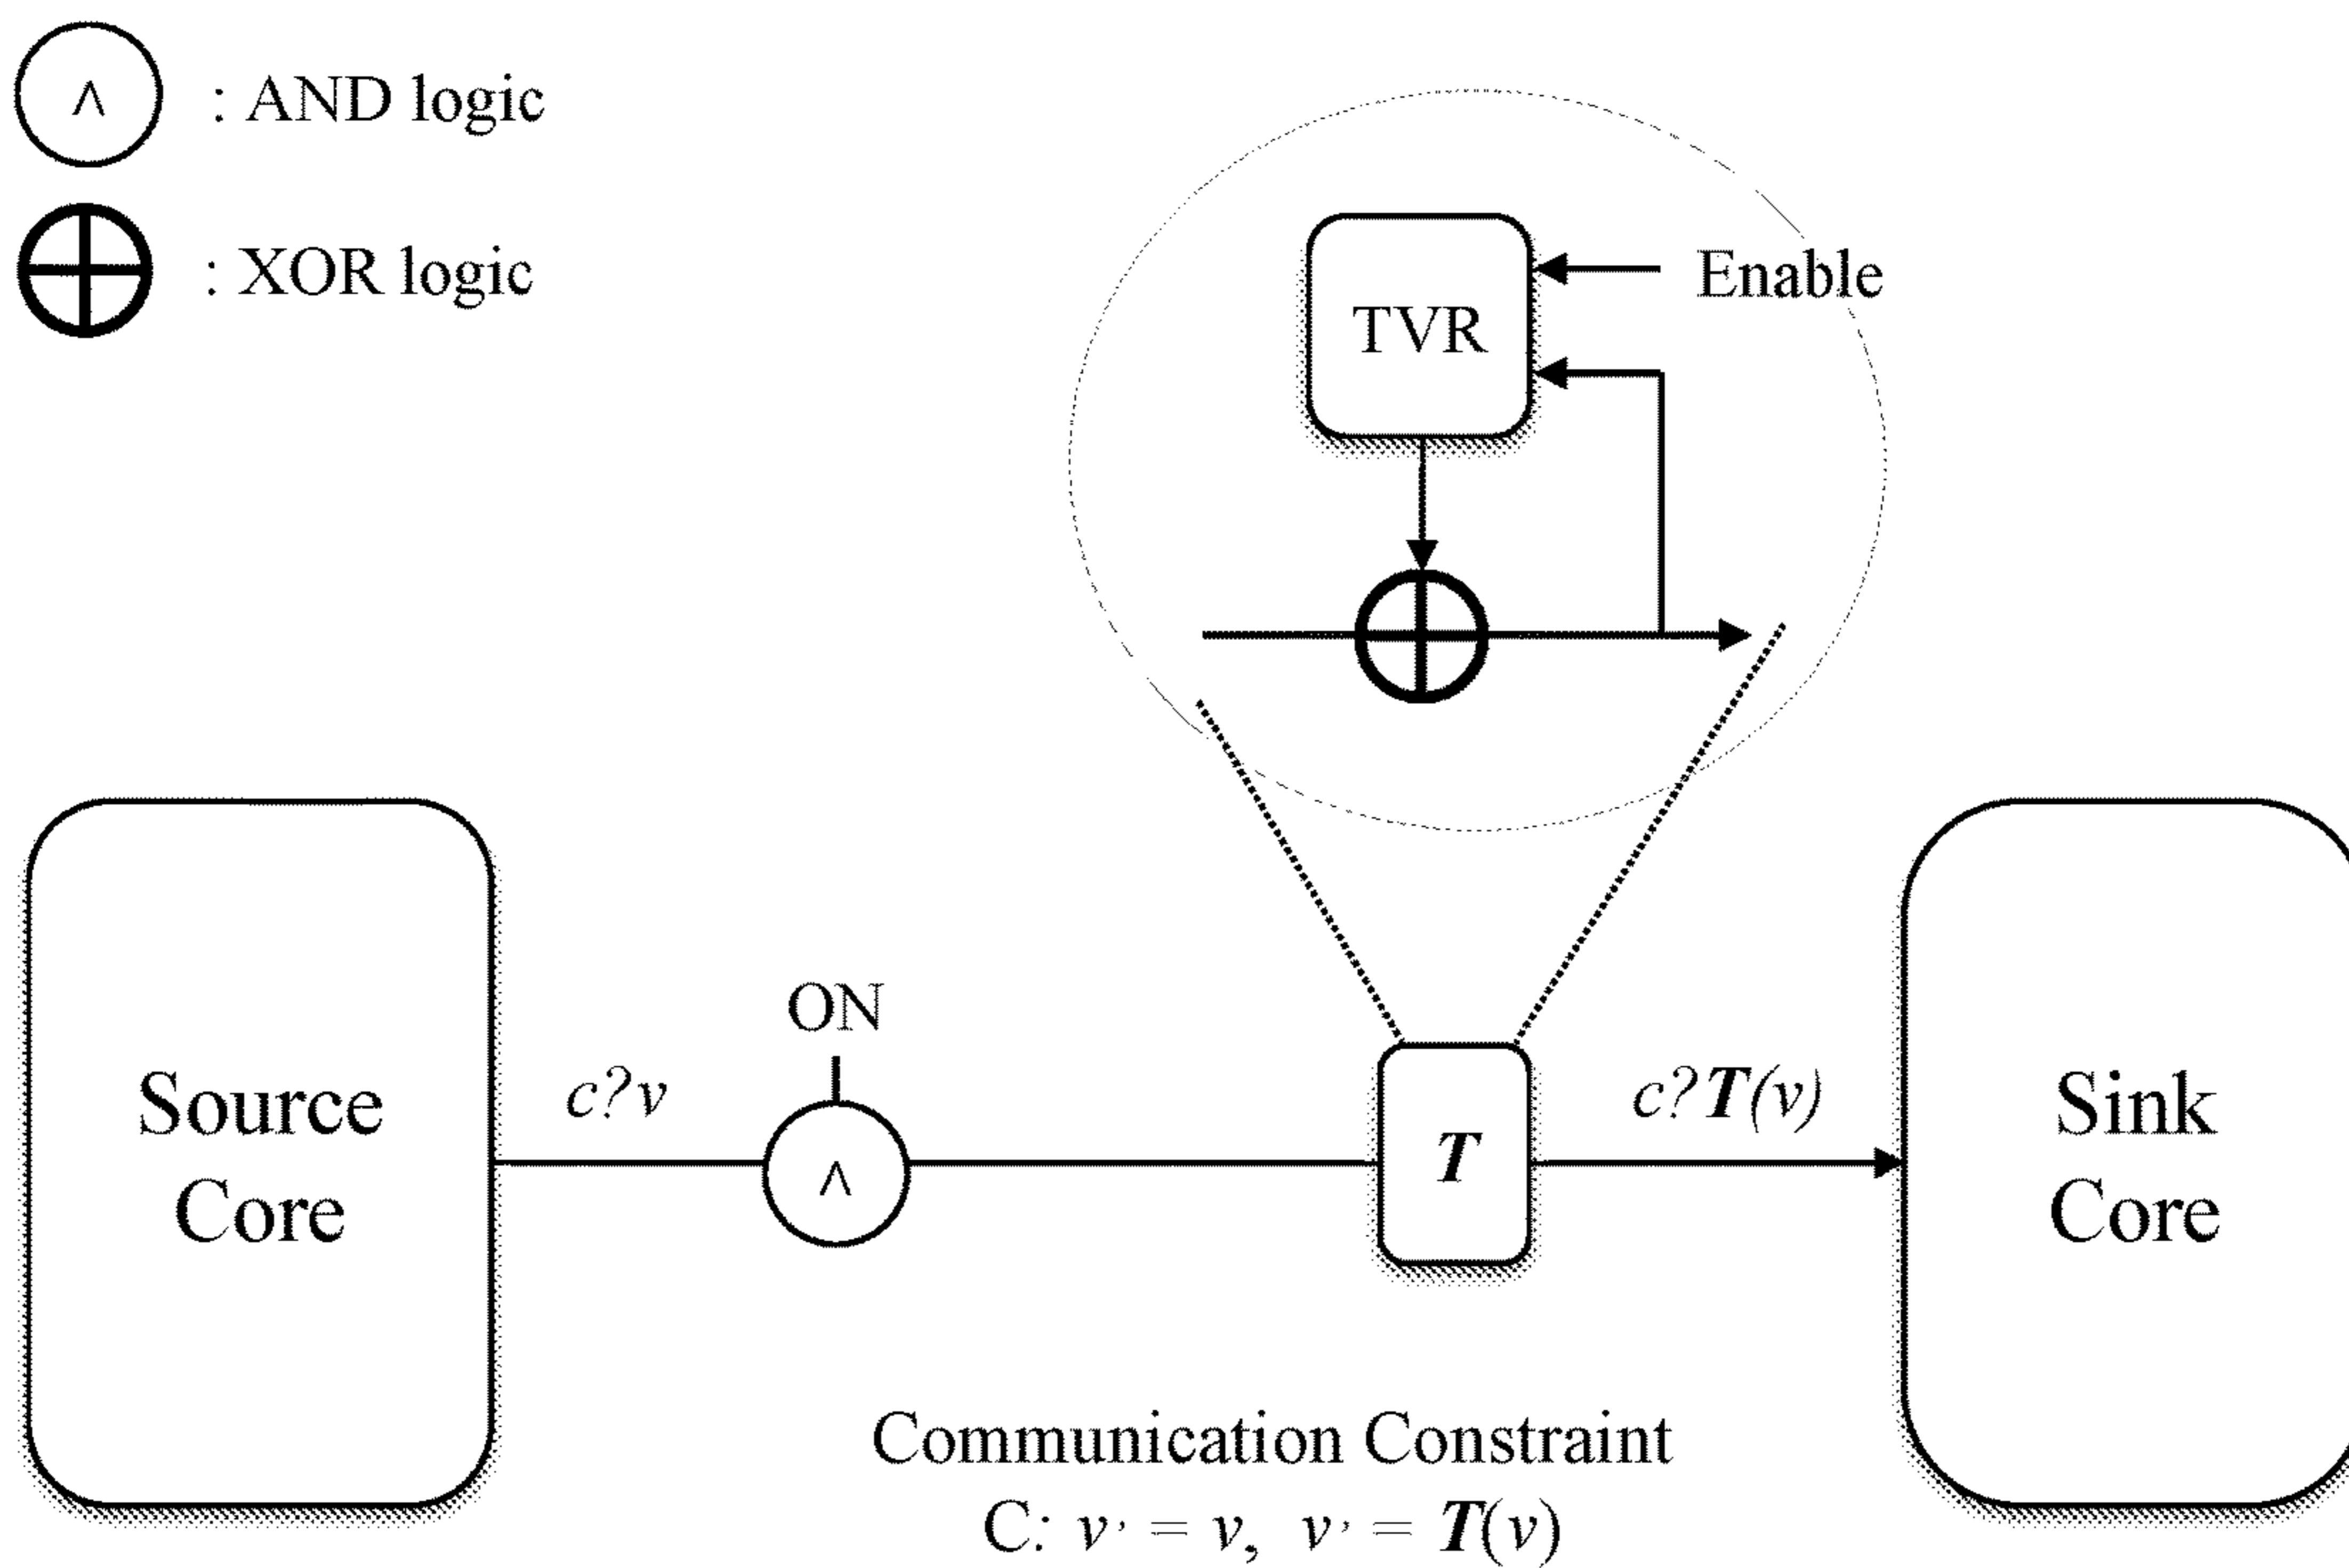 ^ : AND logic
: XOR logic
Enable
TVR
ON
c?v
^
T
c?T(v)
Source
Core
Sink
Core
Communication Constraint
C: v' = v, v' = T(v)